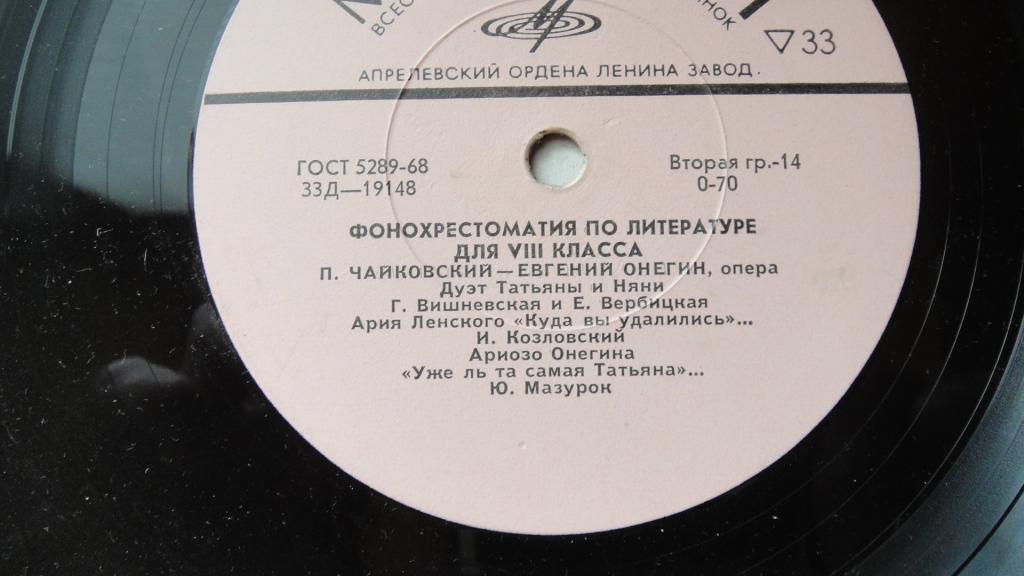 ▽33
АПРЕЛЕВСКИЙ ОРДЕНА ЛЕНИНА ЗАВОД.
ГОСТ 5289-68
33Д—19148
Вторая гр.-14
0-70
ФОНОХРЕСТОМАТИЯ ПО ЛИТЕРАТУРЕ
ДЛЯ VIII КЛАССА
П. ЧАЙКОВСКИЙ—ЕВГЕНИЙ ОНЕГИН, опера
Дуэт Татьяны и Няни
Г. Вишневская и Е. Вербицкая
Ария Ленского «Куда вы удалились»...
И. Козловский
Ариозо Онегина
«Уже ль та самая Татьяна»...
Ю. Мазурок